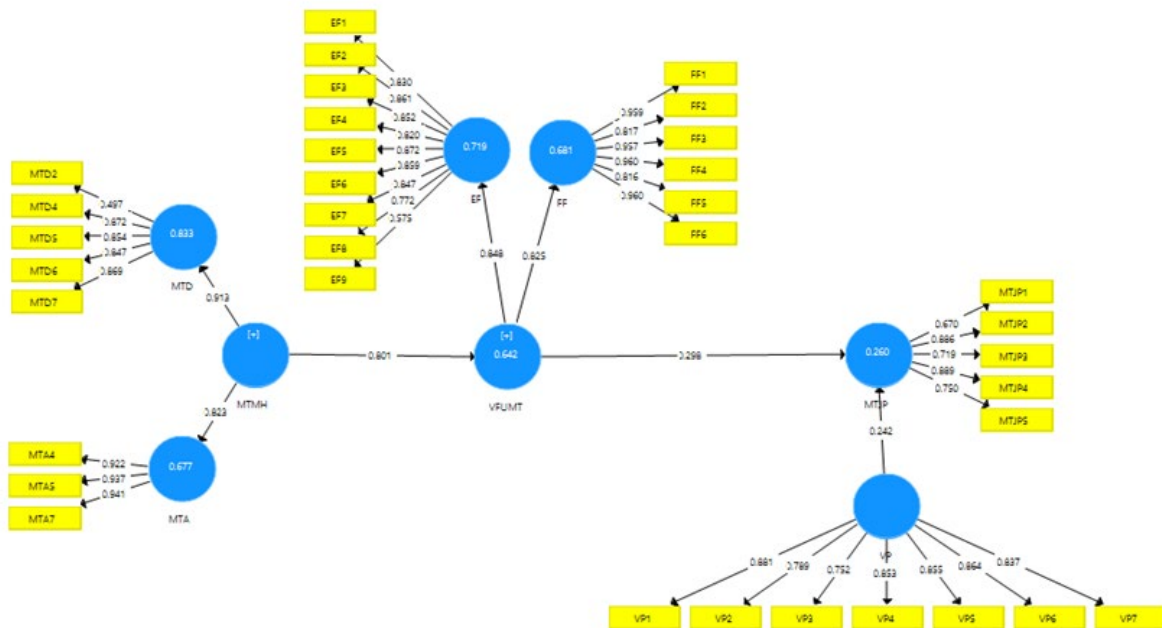 EF1
EF2
EF3
EF4
EF5
EF6
EF7
EF8
EF9
0.830
0.861
0.852
0.820
0.872
0.859
0.847
0.772
0.575
0.719
EF
0.681
FF
0.959
0.817
0.957
0.960
0.816
0.960
FF1
FF2
FF3
FF4
FF5
FF6
MTD2
MTD4
MTD5
MTD6
MTD7
0.497
0.872
0.854
0.847
0.869
0.833
MTD
0.913
0.848
0.825
[+]
MTMH
0.801
[+]
0.642
VFUMT
0.298
0.260
MTJP
0.670
0.886
0.719
0.889
0.750
MTJP1
MTJP2
MTJP3
MTJP4
MTJP5
0.823
0.242
MTA4
MTA5
MTA7
0.922
0.937
0.941
0.677
MTA
VP
0.881
0.789
0.752
0.853
0.855
0.864
0.837
VP1
VP2
VP3
VP4
VP5
VP6
VP7